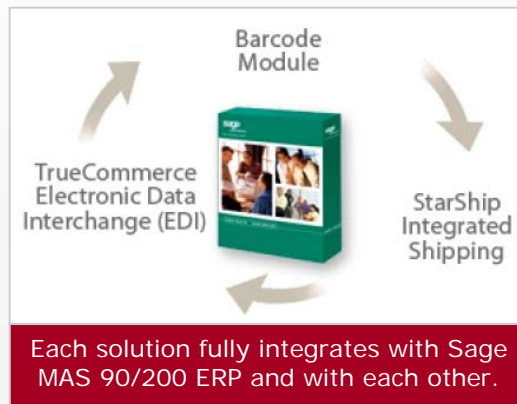 Barcode
Module
sage
TrueCommerce
Electronic Data
Interchange (EDI)
StarShip
Integrated
Shipping
Each solution fully integrates with Sage
MAS 90/200 ERP and with each other.